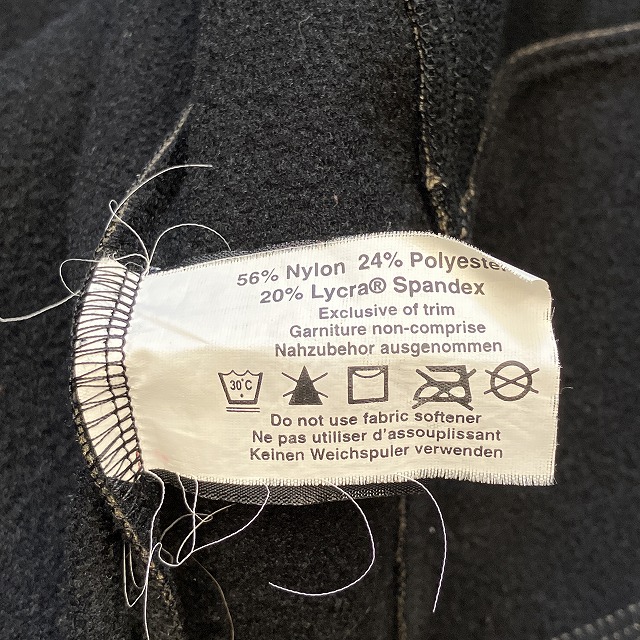 56% Nylon 24% Polyester
20% Lycra® Spandex
Exclusive of trim
Garniture non-comprise
Nahzubehor ausgenommen
30°C
Do not use fabric softener
Ne pas utiliser d'assouplissant
Keinen Weichspuler verwenden